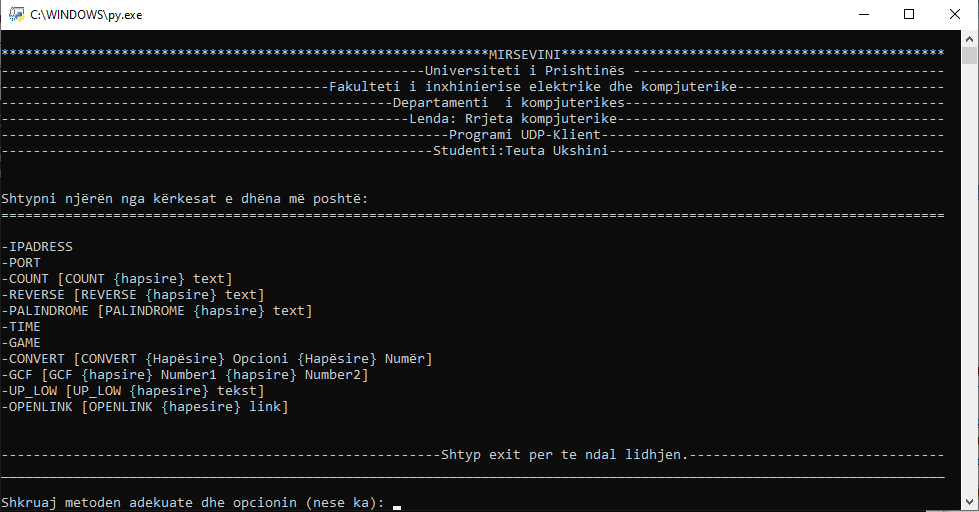 C:\WINDOWS\py.exe
*************************************************************MIRSEVINI************************************************
-----------------------------------------------------Universiteti i Prishtinës ---------------------------------------
-----------------------------------------Fakulteti i inxhinierise elektrike dhe kompjuterike--------------------------
-------------------------------------------------Departamenti  i kompjuterikes----------------------------------------
---------------------------------------------------Lenda: Rrjeta kompjuterike-----------------------------------------
--------------------------------------------------------Programi UDP-Klient-------------------------------------------
------------------------------------------------------Studenti:Teuta Ukshini------------------------------------------
Shtypni njërën nga kërkesat e dhëna më poshtë:
======================================================================================================================
-IPADRESS
-PORT
-COUNT [COUNT {hapsire} text]
-REVERSE [REVERSE {hapsire} text]
-PALINDROME [PALINDROME {hapsire} text]
-TIME
-GAME
-CONVERT [CONVERT {Hapësire} Opcioni {Hapësire} Numër]
-GCF [GCF {hapsire} Number1 {hapsire} Number2]
-UP_LOW [UP_LOW {hapesire} tekst]
-OPENLINK [OPENLINK {hapesire} link]
-------------------------------------------------------Shtyp exit per te ndal lidhjen.--------------------------------
______________________________________________________________________________________________________________________
Shkruaj metoden adekuate dhe opcionin (nese ka): _